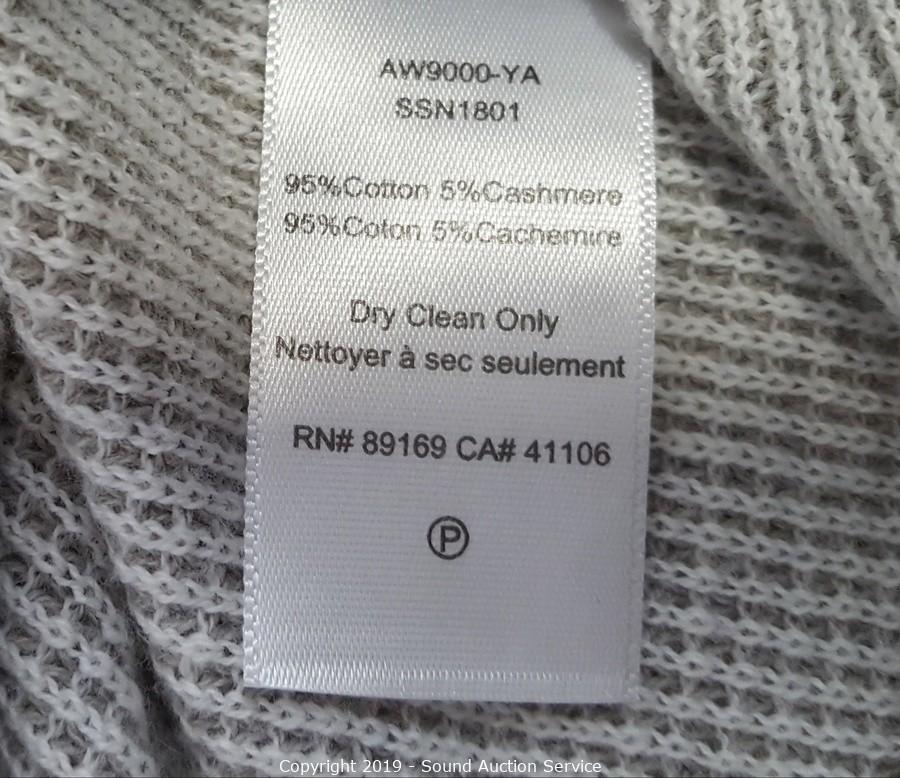 AW9000-YA
SSN1801
95%Cotton 5%Cashmere
95%Coton 5%Cachemire
Dry Clean Only
Nettoyer à sec seulement
RN# 89169 CA# 41106
P
Copyright 2019 - Sound Auction Service